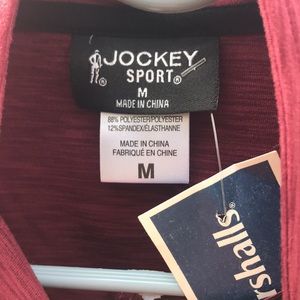 JOCKEY
SPORT®
M
MADE IN CHINA
88% POLYESTER/POLYESTER
12%SPANDEX/ÉLASTHANNE
MADE IN CHINA
FABRIQUÉ EN CHINE
M
rshalls®